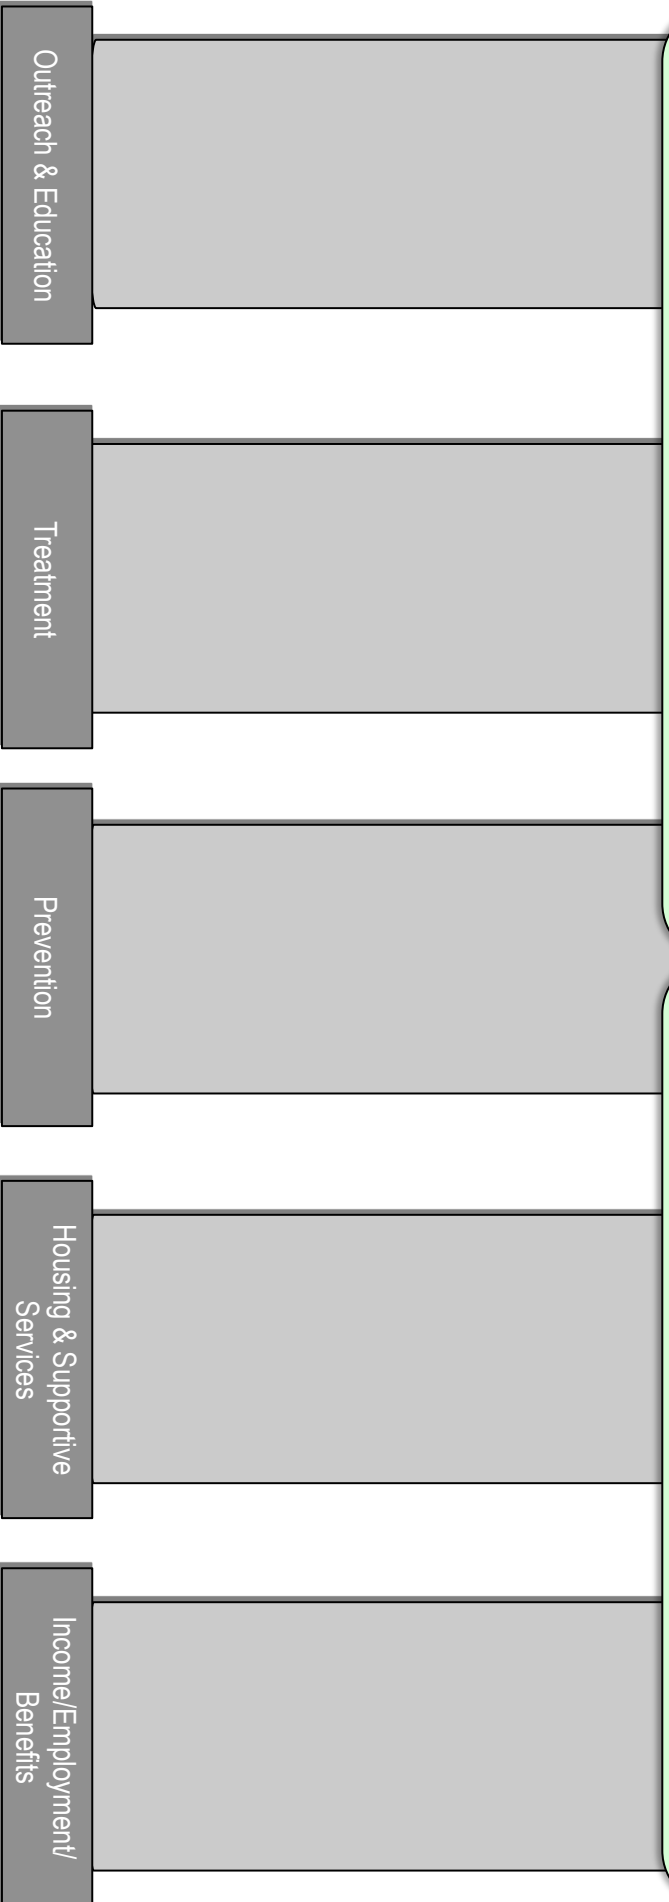 Outreach & Education
Treatment
Prevention
Housing & Supportive
Services
Income/Employment/
Benefits